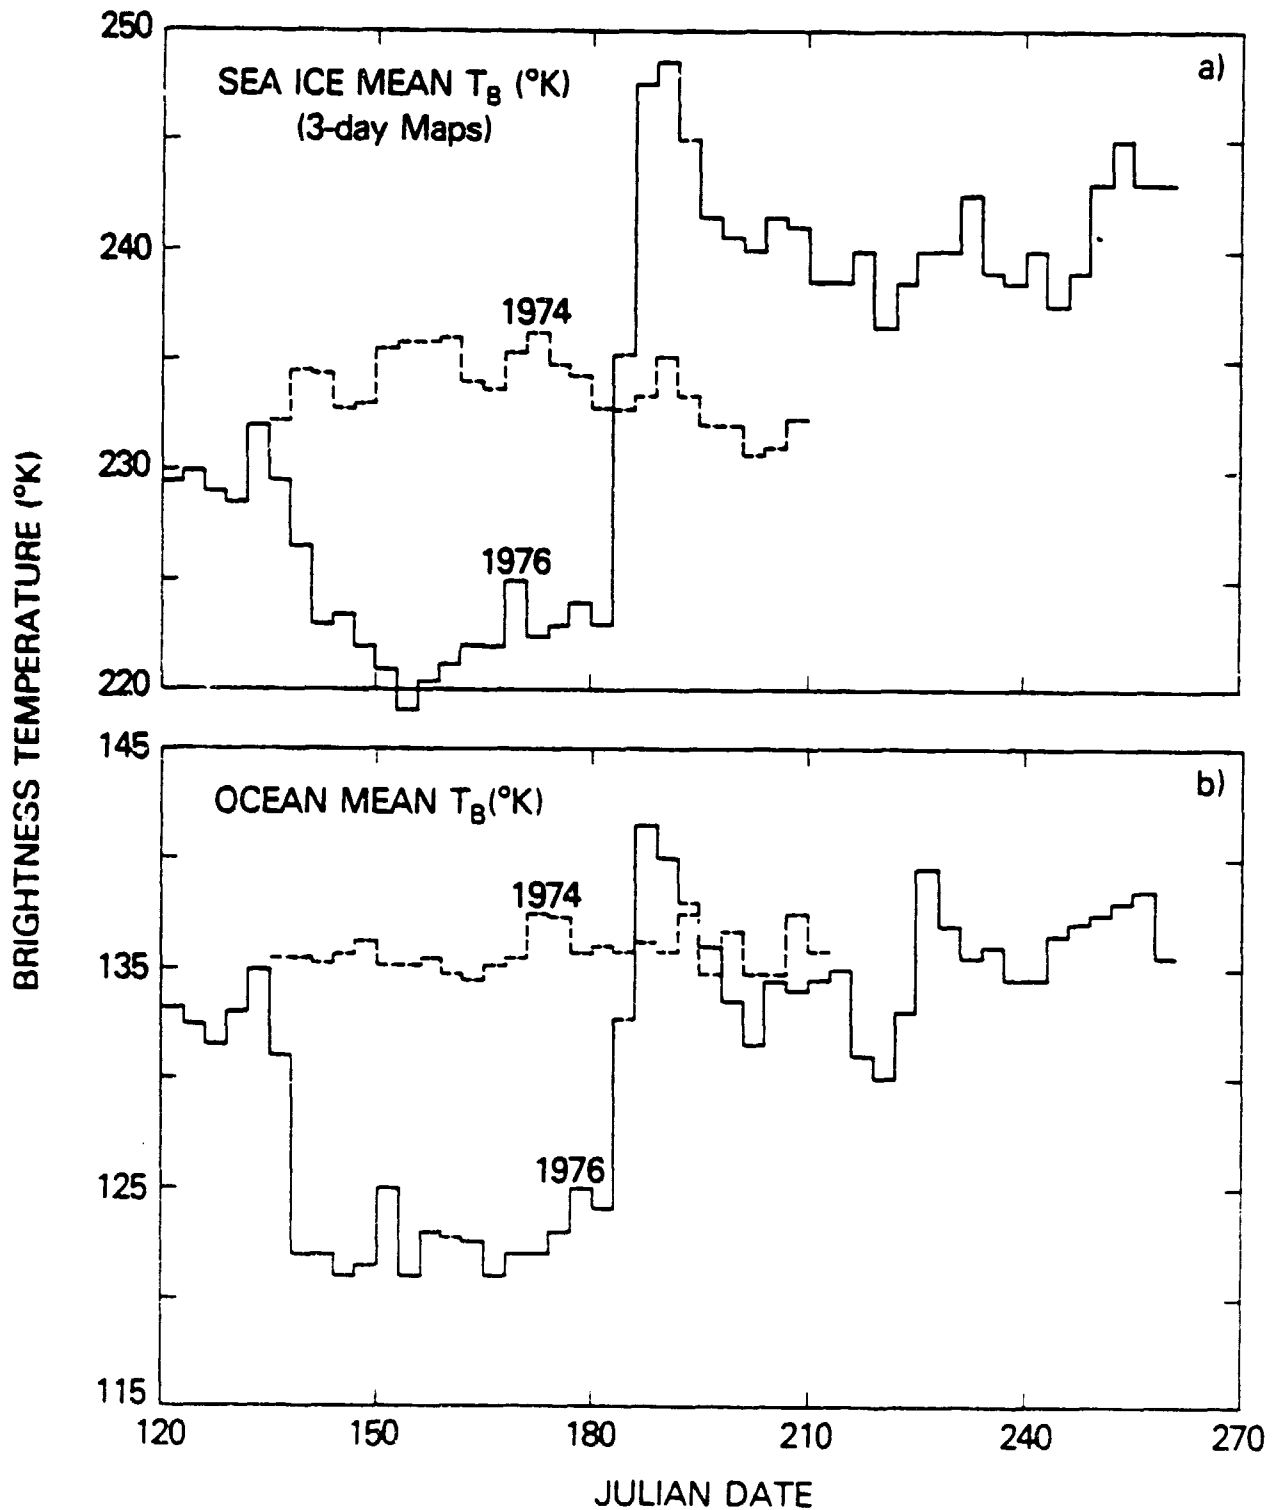 250
SEA ICE MEAN T_B (°K)
(3-day Maps)
a)
240
1974
230
1976
220
BRIGHTNESS TEMPERATURE (°K)
145
OCEAN MEAN T_B(°K)
b)
1974
135
1976
125
115
120 150 180 210 240 270
JULIAN DATE